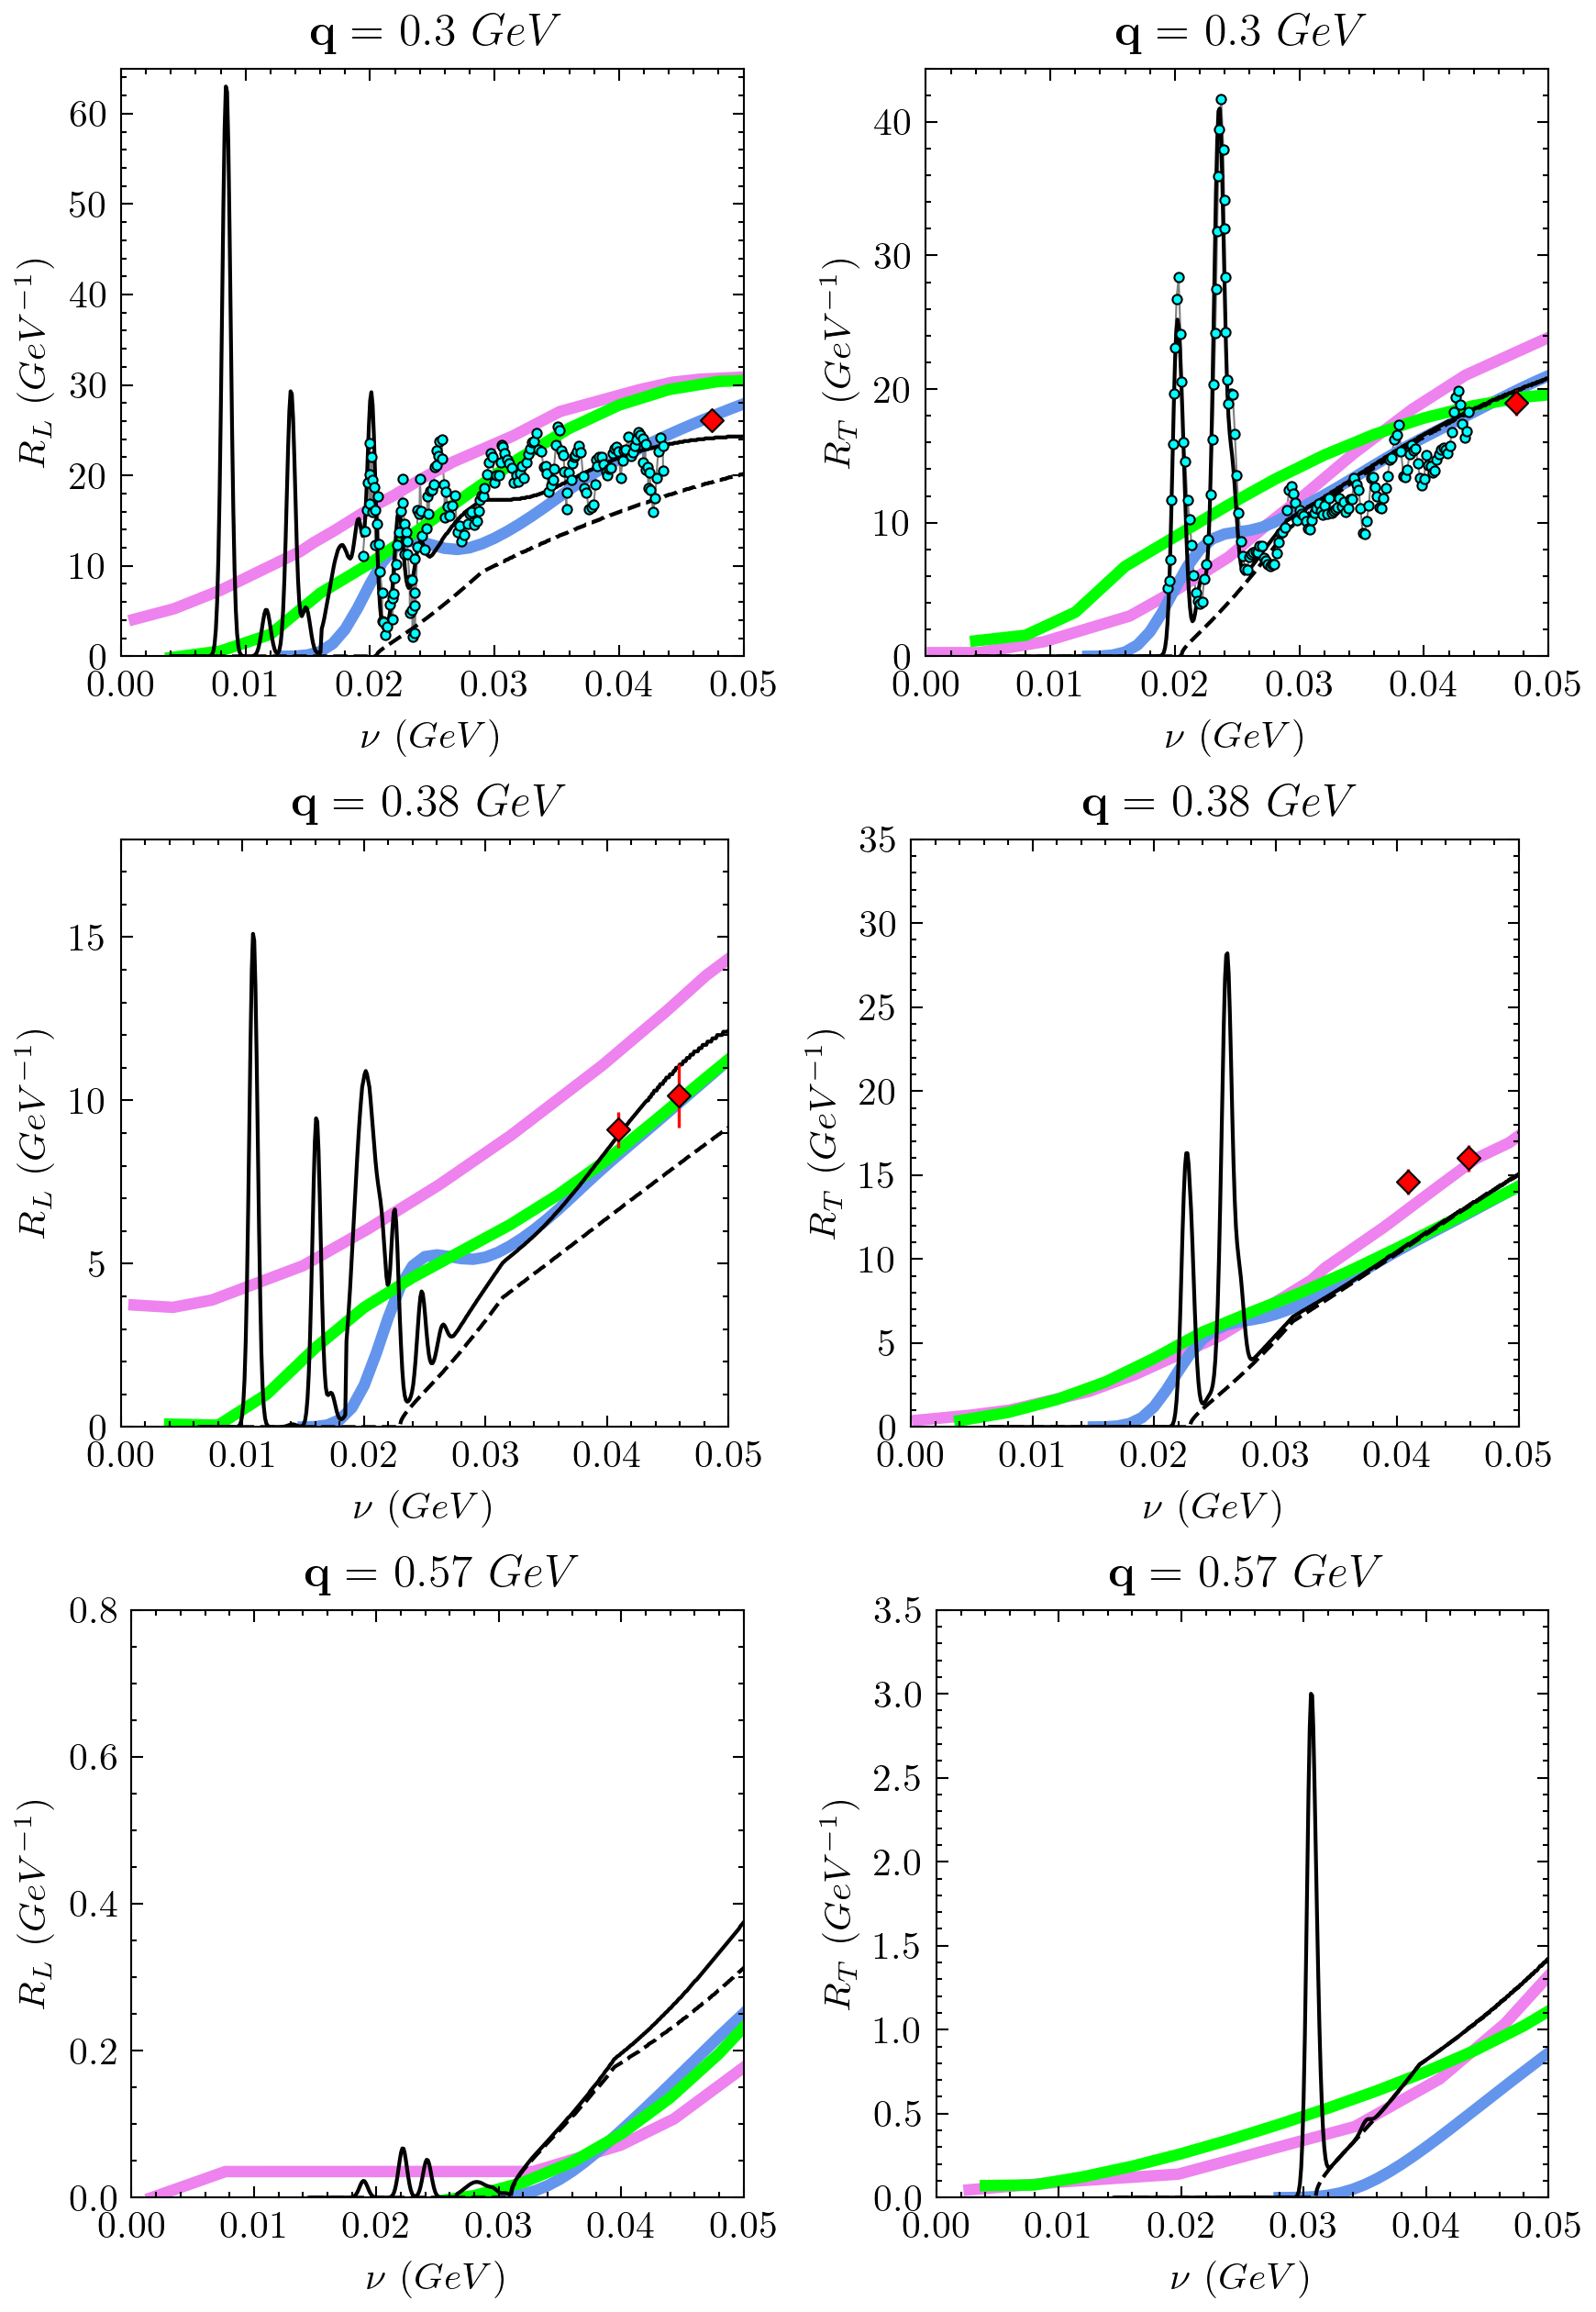 q = 0.3 GeV
q = 0.3 GeV
60
50
40
30
20
10
0
R_L (GeV^{-1})
0.00 0.01 0.02 0.03 0.04 0.05
ν (GeV)
40
30
20
10
0
R_T (GeV^{-1})
0.00 0.01 0.02 0.03 0.04 0.05
ν (GeV)
q = 0.38 GeV
q = 0.38 GeV
15
10
5
0
R_L (GeV^{-1})
0.00 0.01 0.02 0.03 0.04 0.05
ν (GeV)
35
30
25
20
15
10
5
0
R_T (GeV^{-1})
0.00 0.01 0.02 0.03 0.04 0.05
ν (GeV)
q = 0.57 GeV
q = 0.57 GeV
0.8
0.6
0.4
0.2
0.0
R_L (GeV^{-1})
0.00 0.01 0.02 0.03 0.04 0.05
ν (GeV)
3.5
3.0
2.5
2.0
1.5
1.0
0.5
0.0
R_T (GeV^{-1})
0.00 0.01 0.02 0.03 0.04 0.05
ν (GeV)